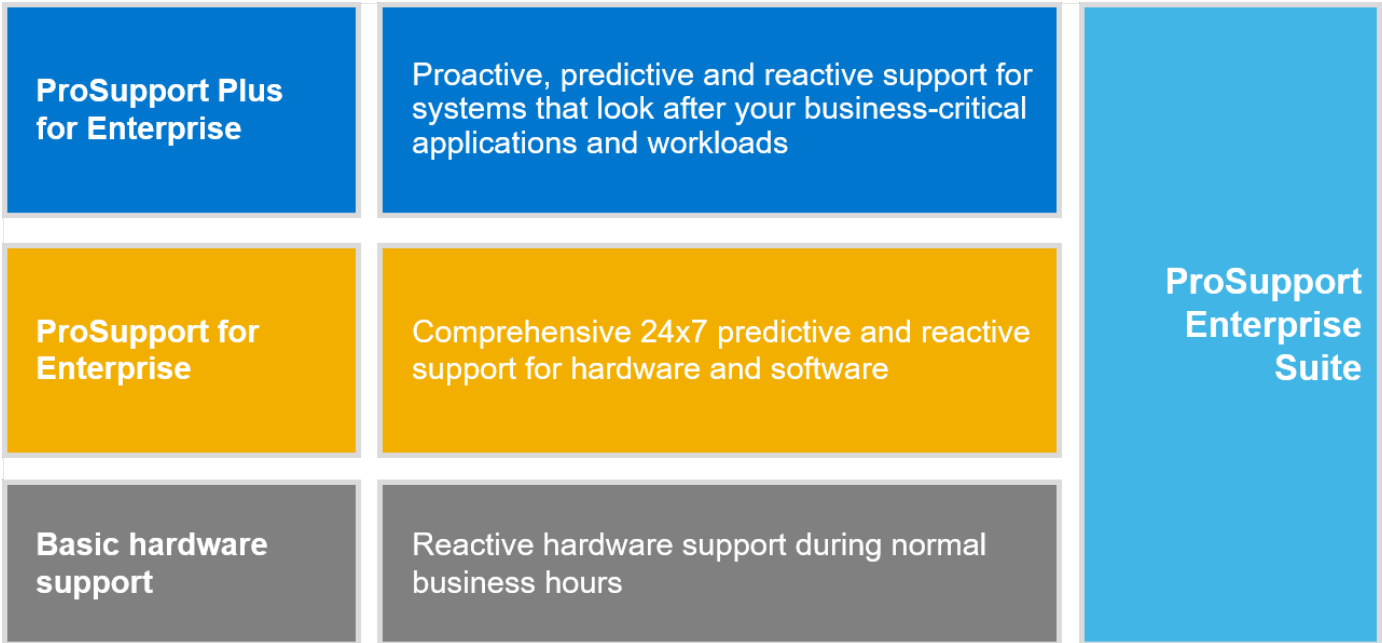 ProSupport Plus
for Enterprise
Proactive, predictive and reactive support for
systems that look after your business-critical
applications and workloads
ProSupport for
Enterprise
Comprehensive 24x7 predictive and reactive
support for hardware and software
Basic hardware
support
Reactive hardware support during normal
business hours
ProSupport
Enterprise
Suite